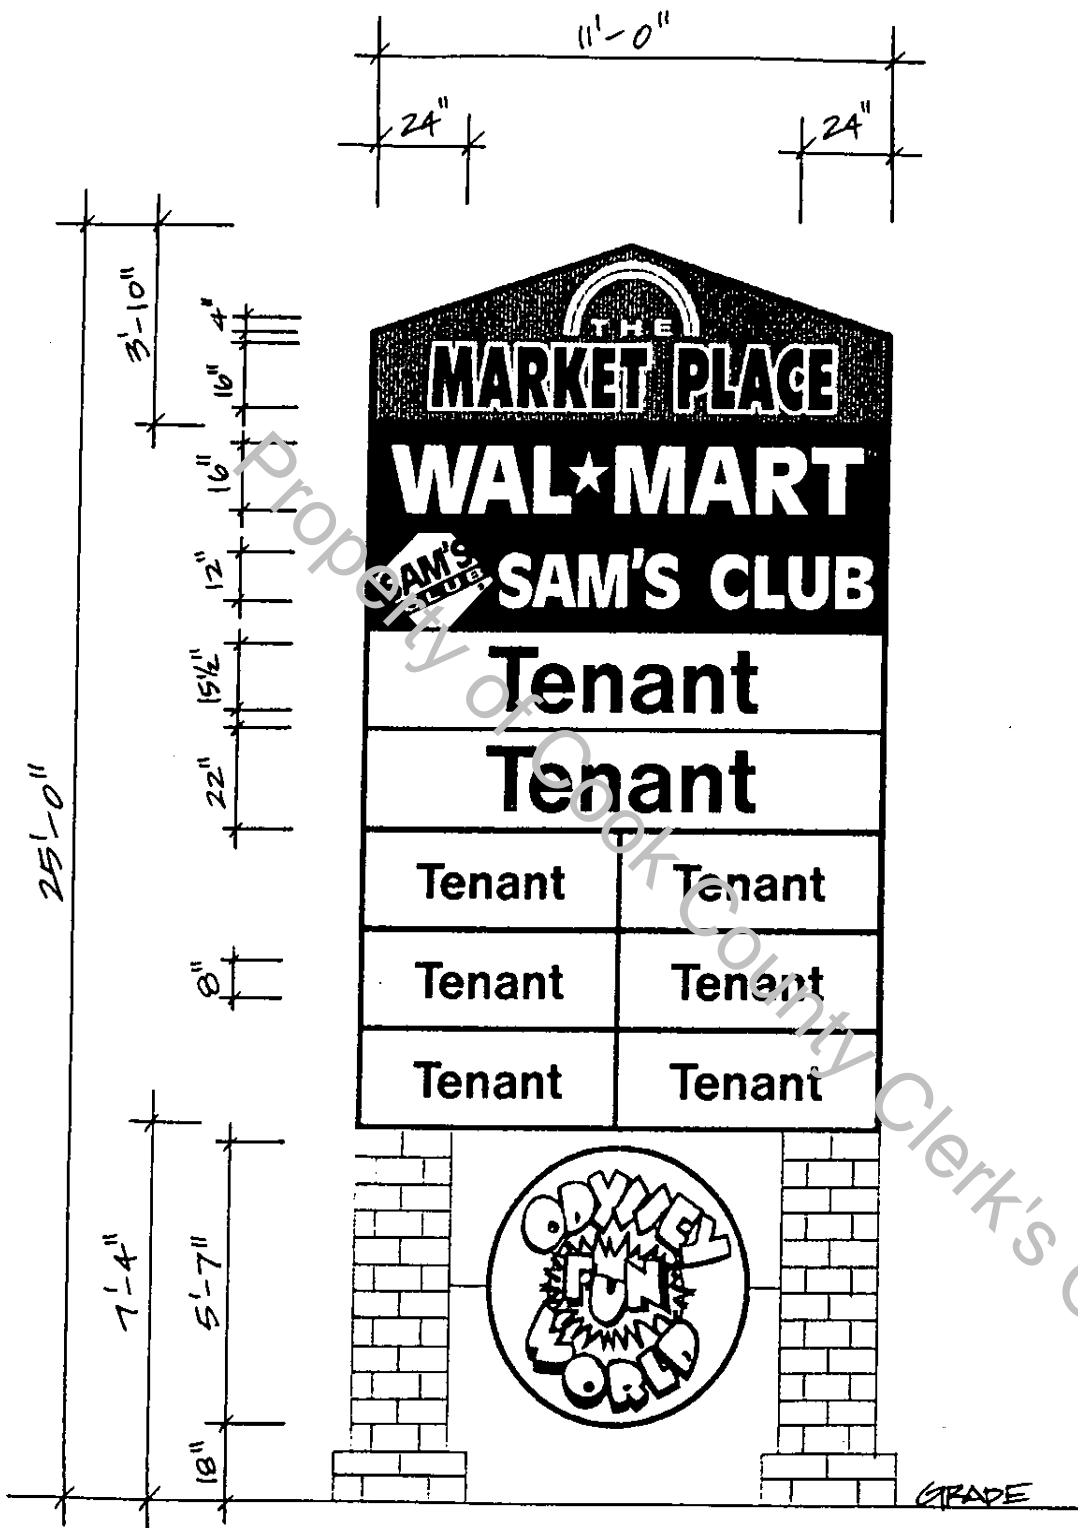 11'-0"
24" 24"
3'-10"
4"
THE
16"
MARKET PLACE
16"
WAL★MART
12"
SAM'S CLUB
SAM'S CLUB
15½"
Tenant
22"
Tenant
25'-0"
Tenant Tenant
8"
Tenant Tenant
Tenant Tenant
7'-4"
5'-7"
ODYSSEY
FUN
WORLD
18"
GRADE
Property of Cook County Clerk's